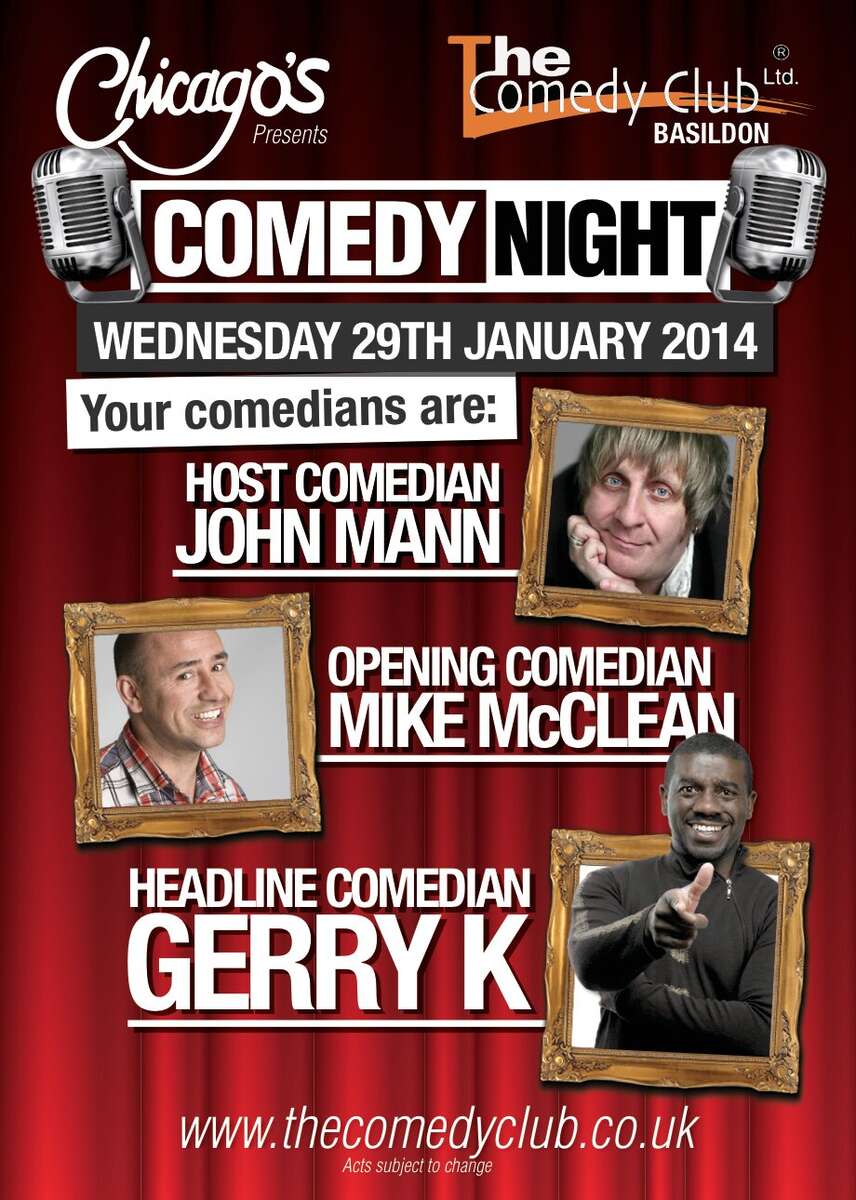 Chicago's
Presents
The
Comedy Club Ltd. ®
BASILDON
COMEDY NIGHT
WEDNESDAY 29TH JANUARY 2014
Your comedians are:
HOST COMEDIAN
JOHN MANN
OPENING COMEDIAN
MIKE McCLEAN
HEADLINE COMEDIAN
GERRY K
www.thecomedyclub.co.uk
Acts subject to change